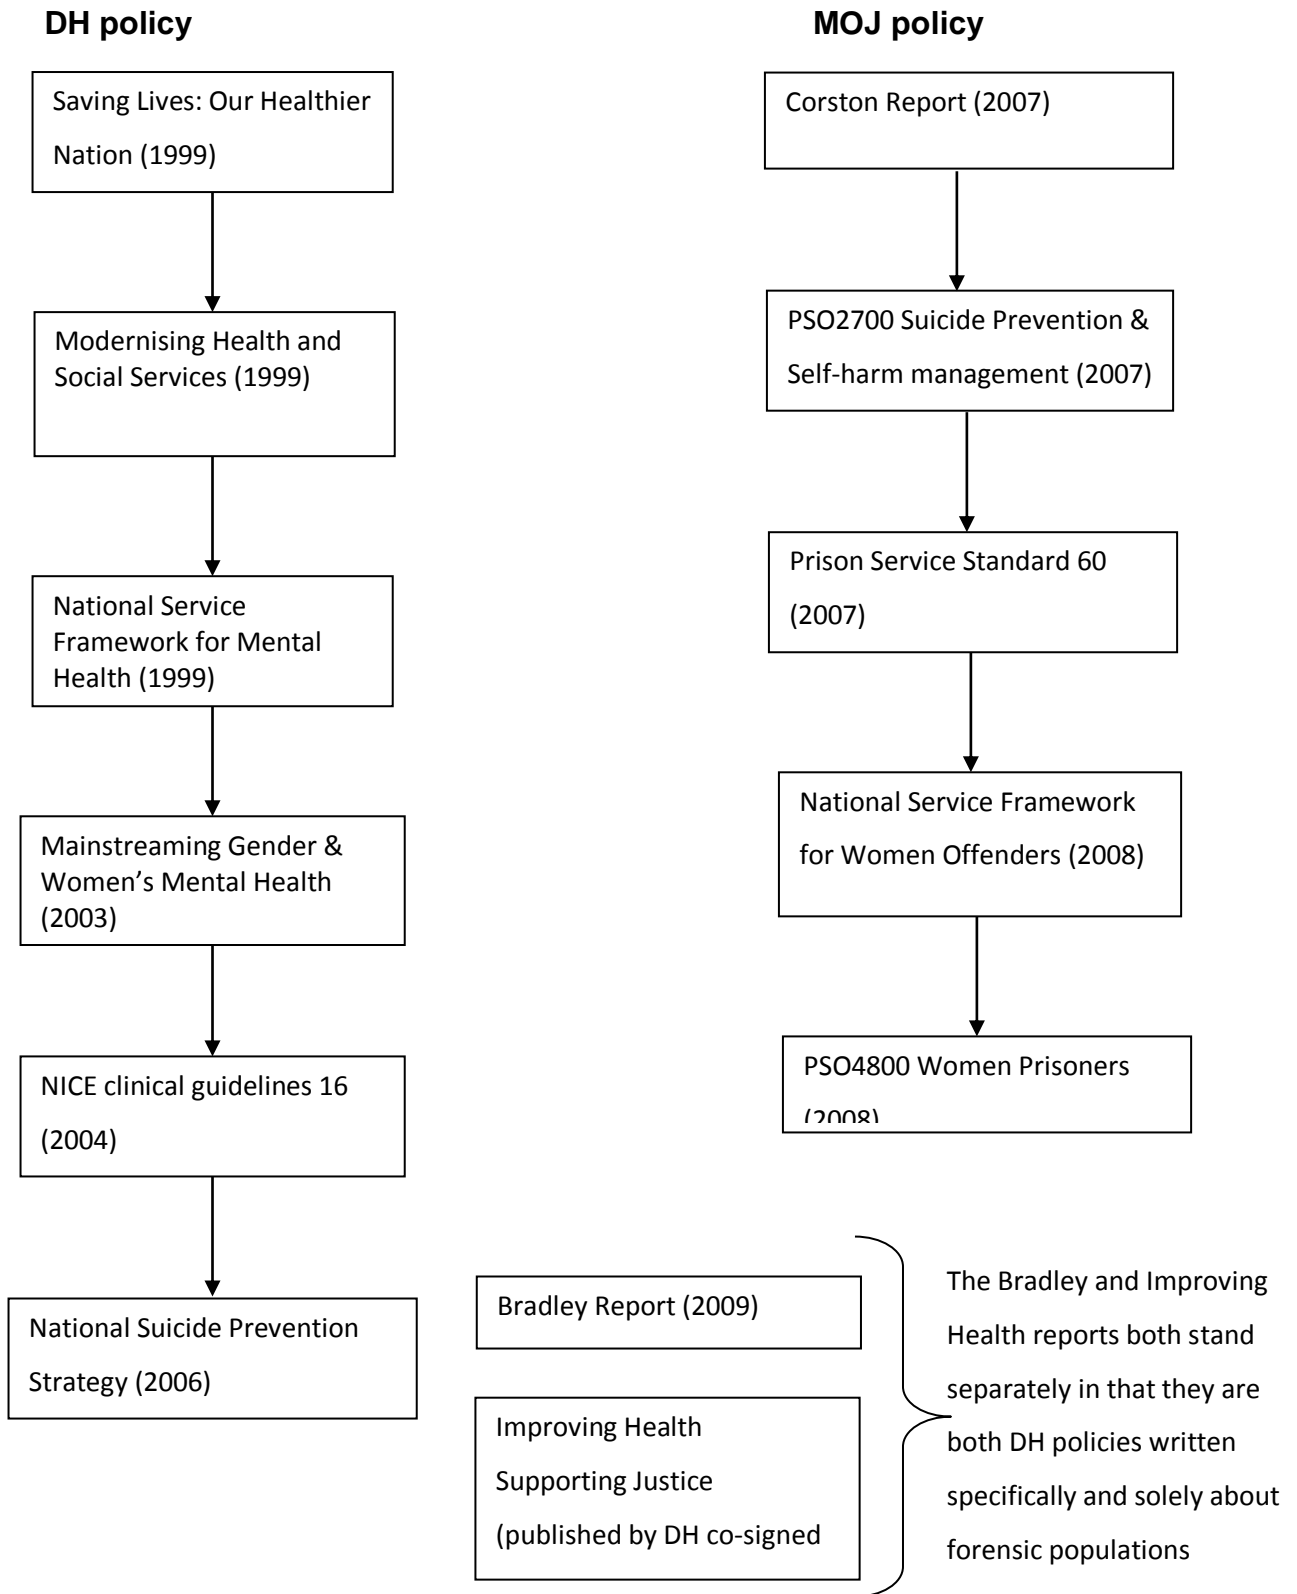 DH policy
MOJ policy
Saving Lives: Our Healthier
Nation (1999)
Modernising Health and
Social Services (1999)
National Service
Framework for Mental
Health (1999)
Mainstreaming Gender &
Women’s Mental Health
(2003)
NICE clinical guidelines 16
(2004)
National Suicide Prevention
Strategy (2006)
Corston Report (2007)
PSO2700 Suicide Prevention &
Self-harm management (2007)
Prison Service Standard 60
(2007)
National Service Framework
for Women Offenders (2008)
PSO4800 Women Prisoners
(2008)
Bradley Report (2009)
Improving Health
Supporting Justice
(published by DH co-signed
The Bradley and Improving
Health reports both stand
separately in that they are
both DH policies written
specifically and solely about
forensic populations